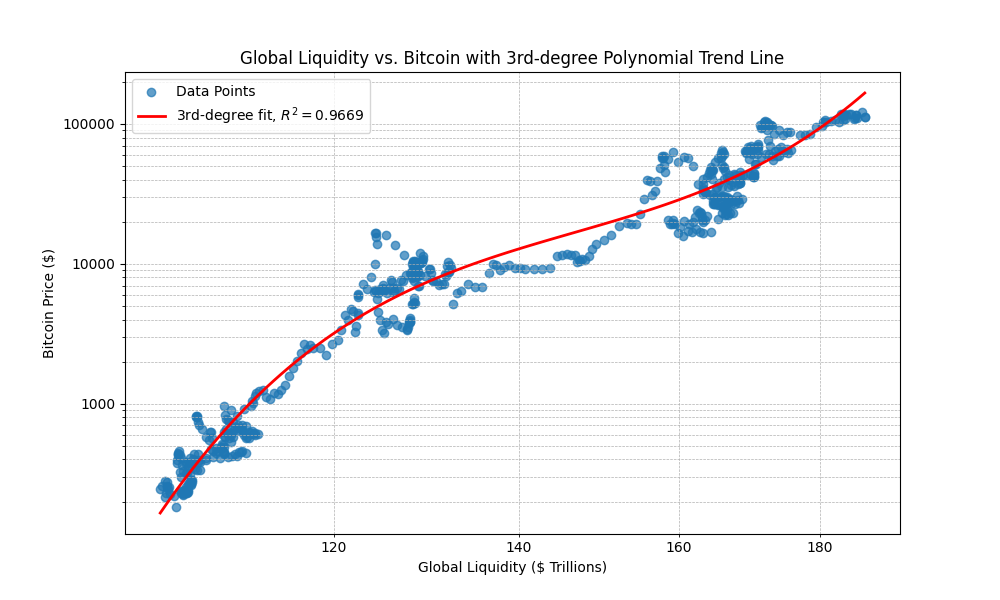 Global Liquidity vs. Bitcoin with 3rd-degree Polynomial Trend Line
Data Points
3rd-degree fit, R² = 0.9669
100000
10000
1000
Bitcoin Price ($)
120 140 160 180
Global Liquidity ($ Trillions)